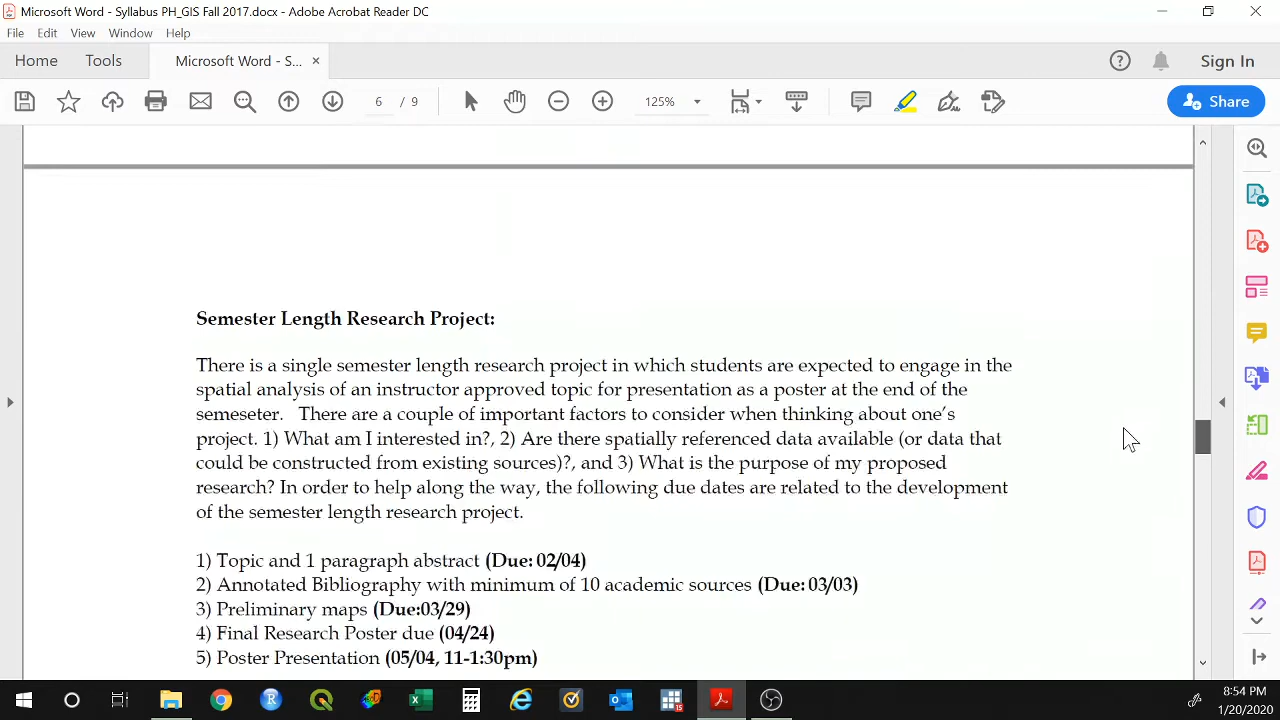 Microsoft Word - Syllabus PH_GIS Fall 2017.docx - Adobe Acrobat Reader DC
File Edit View Window Help
Home Tools Microsoft Word - S... × Sign In
6 / 9 125% Share
Semester Length Research Project:
There is a single semester length research project in which students are expected to engage in the
spatial analysis of an instructor approved topic for presentation as a poster at the end of the
semeseter. There are a couple of important factors to consider when thinking about one's
project. 1) What am I interested in?, 2) Are there spatially referenced data available (or data that
could be constructed from existing sources)?, and 3) What is the purpose of my proposed
research? In order to help along the way, the following due dates are related to the development
of the semester length research project.
1) Topic and 1 paragraph abstract (Due: 02/04)
2) Annotated Bibliography with minimum of 10 academic sources (Due: 03/03)
3) Preliminary maps (Due:03/29)
4) Final Research Poster due (04/24)
5) Poster Presentation (05/04, 11-1:30pm)
8:54 PM
1/20/2020